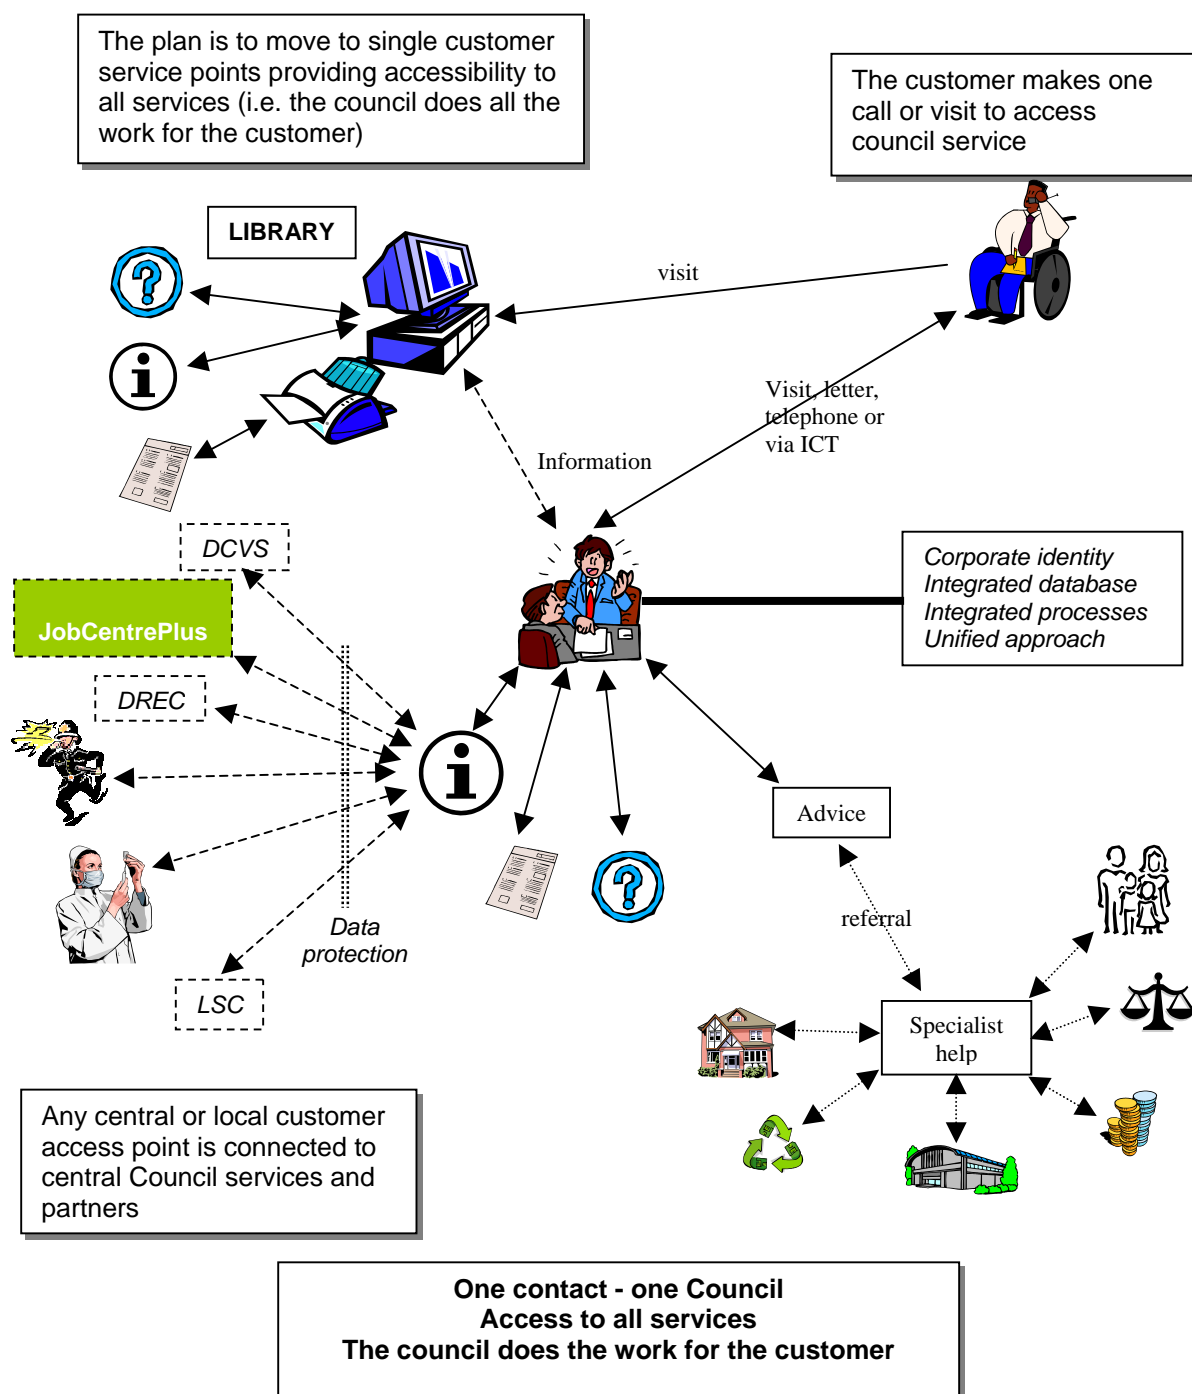 The plan is to move to single customer
service points providing accessibility to
all services (i.e. the council does all the
work for the customer)
The customer makes one
call or visit to access
council service
LIBRARY
visit
Visit, letter,
telephone or
via ICT
Information
DCVS
JobCentrePlus
DREC
Corporate identity
Integrated database
Integrated processes
Unified approach
Advice
referral
Data
protection
LSC
Specialist
help
Any central or local customer
access point is connected to
central Council services and
partners
One contact - one Council
Access to all services
The council does the work for the customer